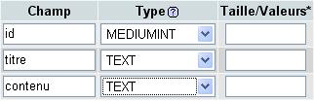 Champ Type ? Taille/Valeurs*
id MEDIUMINT
titre TEXT
contenu TEXT